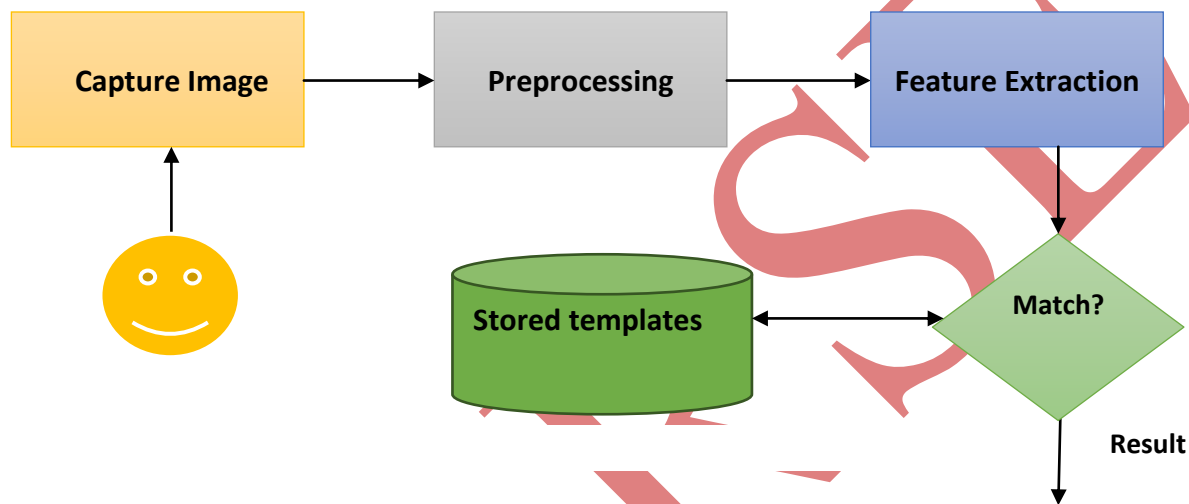 Capture Image
Preprocessing
Feature Extraction
Stored templates
Match?
Result